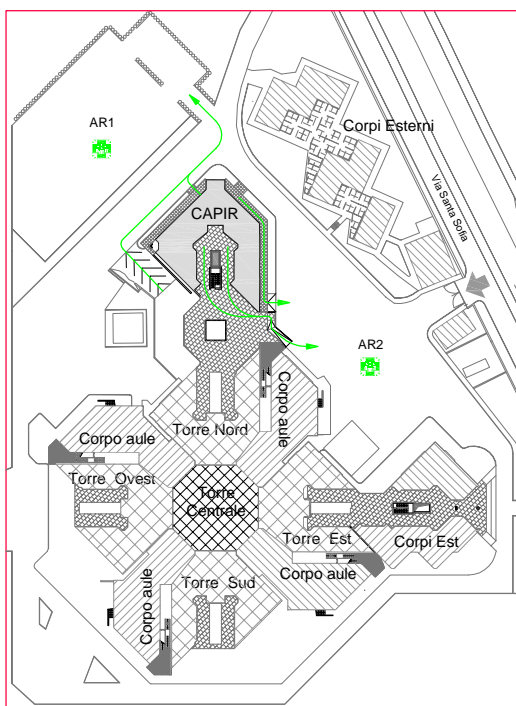 AR1
Corpi Esterni
Via Santa Sofia
CAPIR
AR2
Corpo aule
Torre Nord
Corpo aule
Torre Ovest
Torre
Centrale
Torre Est
Corpi Est
Corpo aule
Torre Sud
Corpo aule